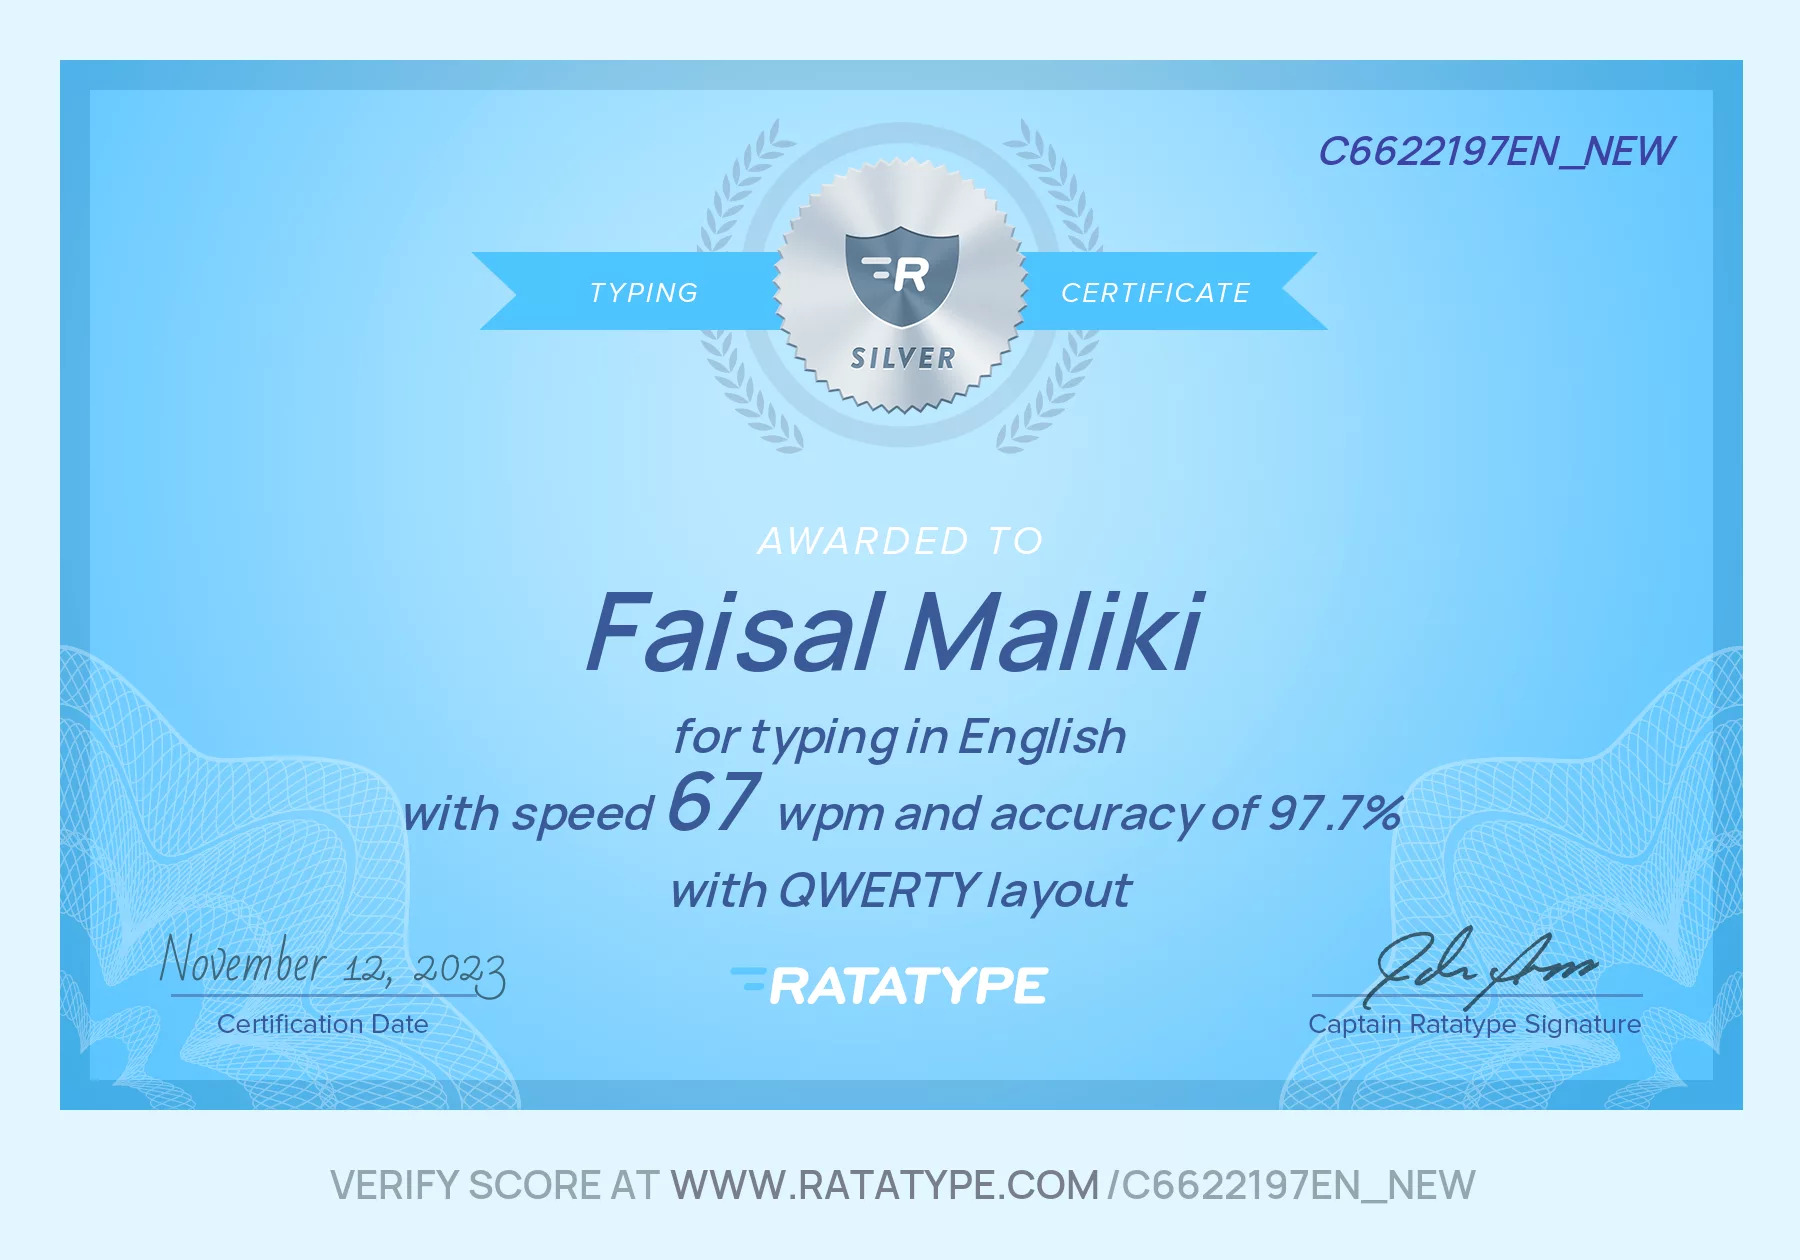 C6622197EN_NEW
TYPING
CERTIFICATE
R
SILVER
AWARDED TO
Faisal Maliki
for typing in English
with speed 67 wpm and accuracy of 97.7%
with QWERTY layout
November 12, 2023
Certification Date
RATATYPE
Captain Ratatype Signature
VERIFY SCORE AT WWW.RATATYPE.COM/C6622197EN_NEW